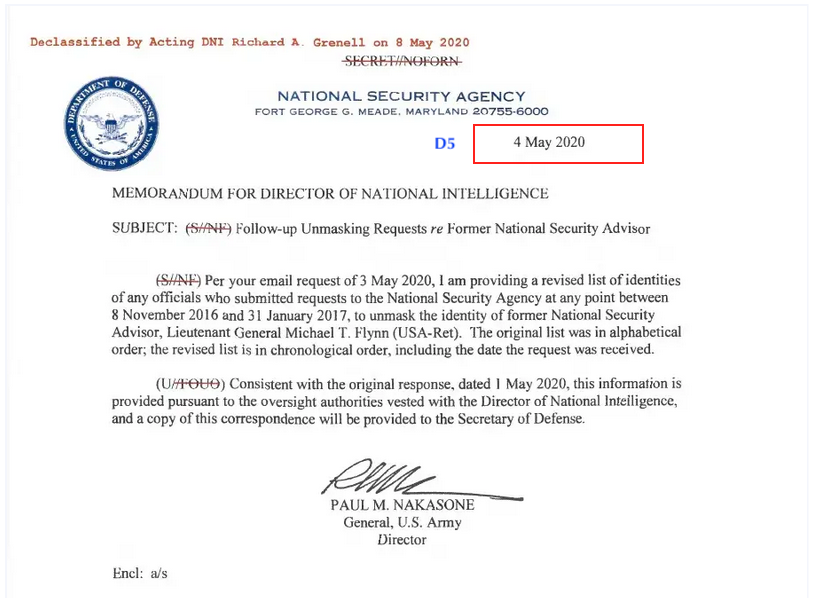 Declassified by Acting DNI Richard A. Grenell on 8 May 2020
SECRET//NOFORN
DEPARTMENT OF DEFENSE
UNITED STATES OF AMERICA
NATIONAL SECURITY AGENCY
FORT GEORGE G. MEADE, MARYLAND 20755-6000
D5 4 May 2020
MEMORANDUM FOR DIRECTOR OF NATIONAL INTELLIGENCE
SUBJECT: (S//NF) Follow-up Unmasking Requests re Former National Security Advisor
(S//NF) Per your email request of 3 May 2020, I am providing a revised list of identities
of any officials who submitted requests to the National Security Agency at any point between
8 November 2016 and 31 January 2017, to unmask the identity of former National Security
Advisor, Lieutenant General Michael T. Flynn (USA-Ret). The original list was in alphabetical
order; the revised list is in chronological order, including the date the request was received.
(U//FOUO) Consistent with the original response, dated 1 May 2020, this information is
provided pursuant to the oversight authorities vested with the Director of National Intelligence,
and a copy of this correspondence will be provided to the Secretary of Defense.
PAUL M. NAKASONE
General, U.S. Army
Director
Encl: a/s